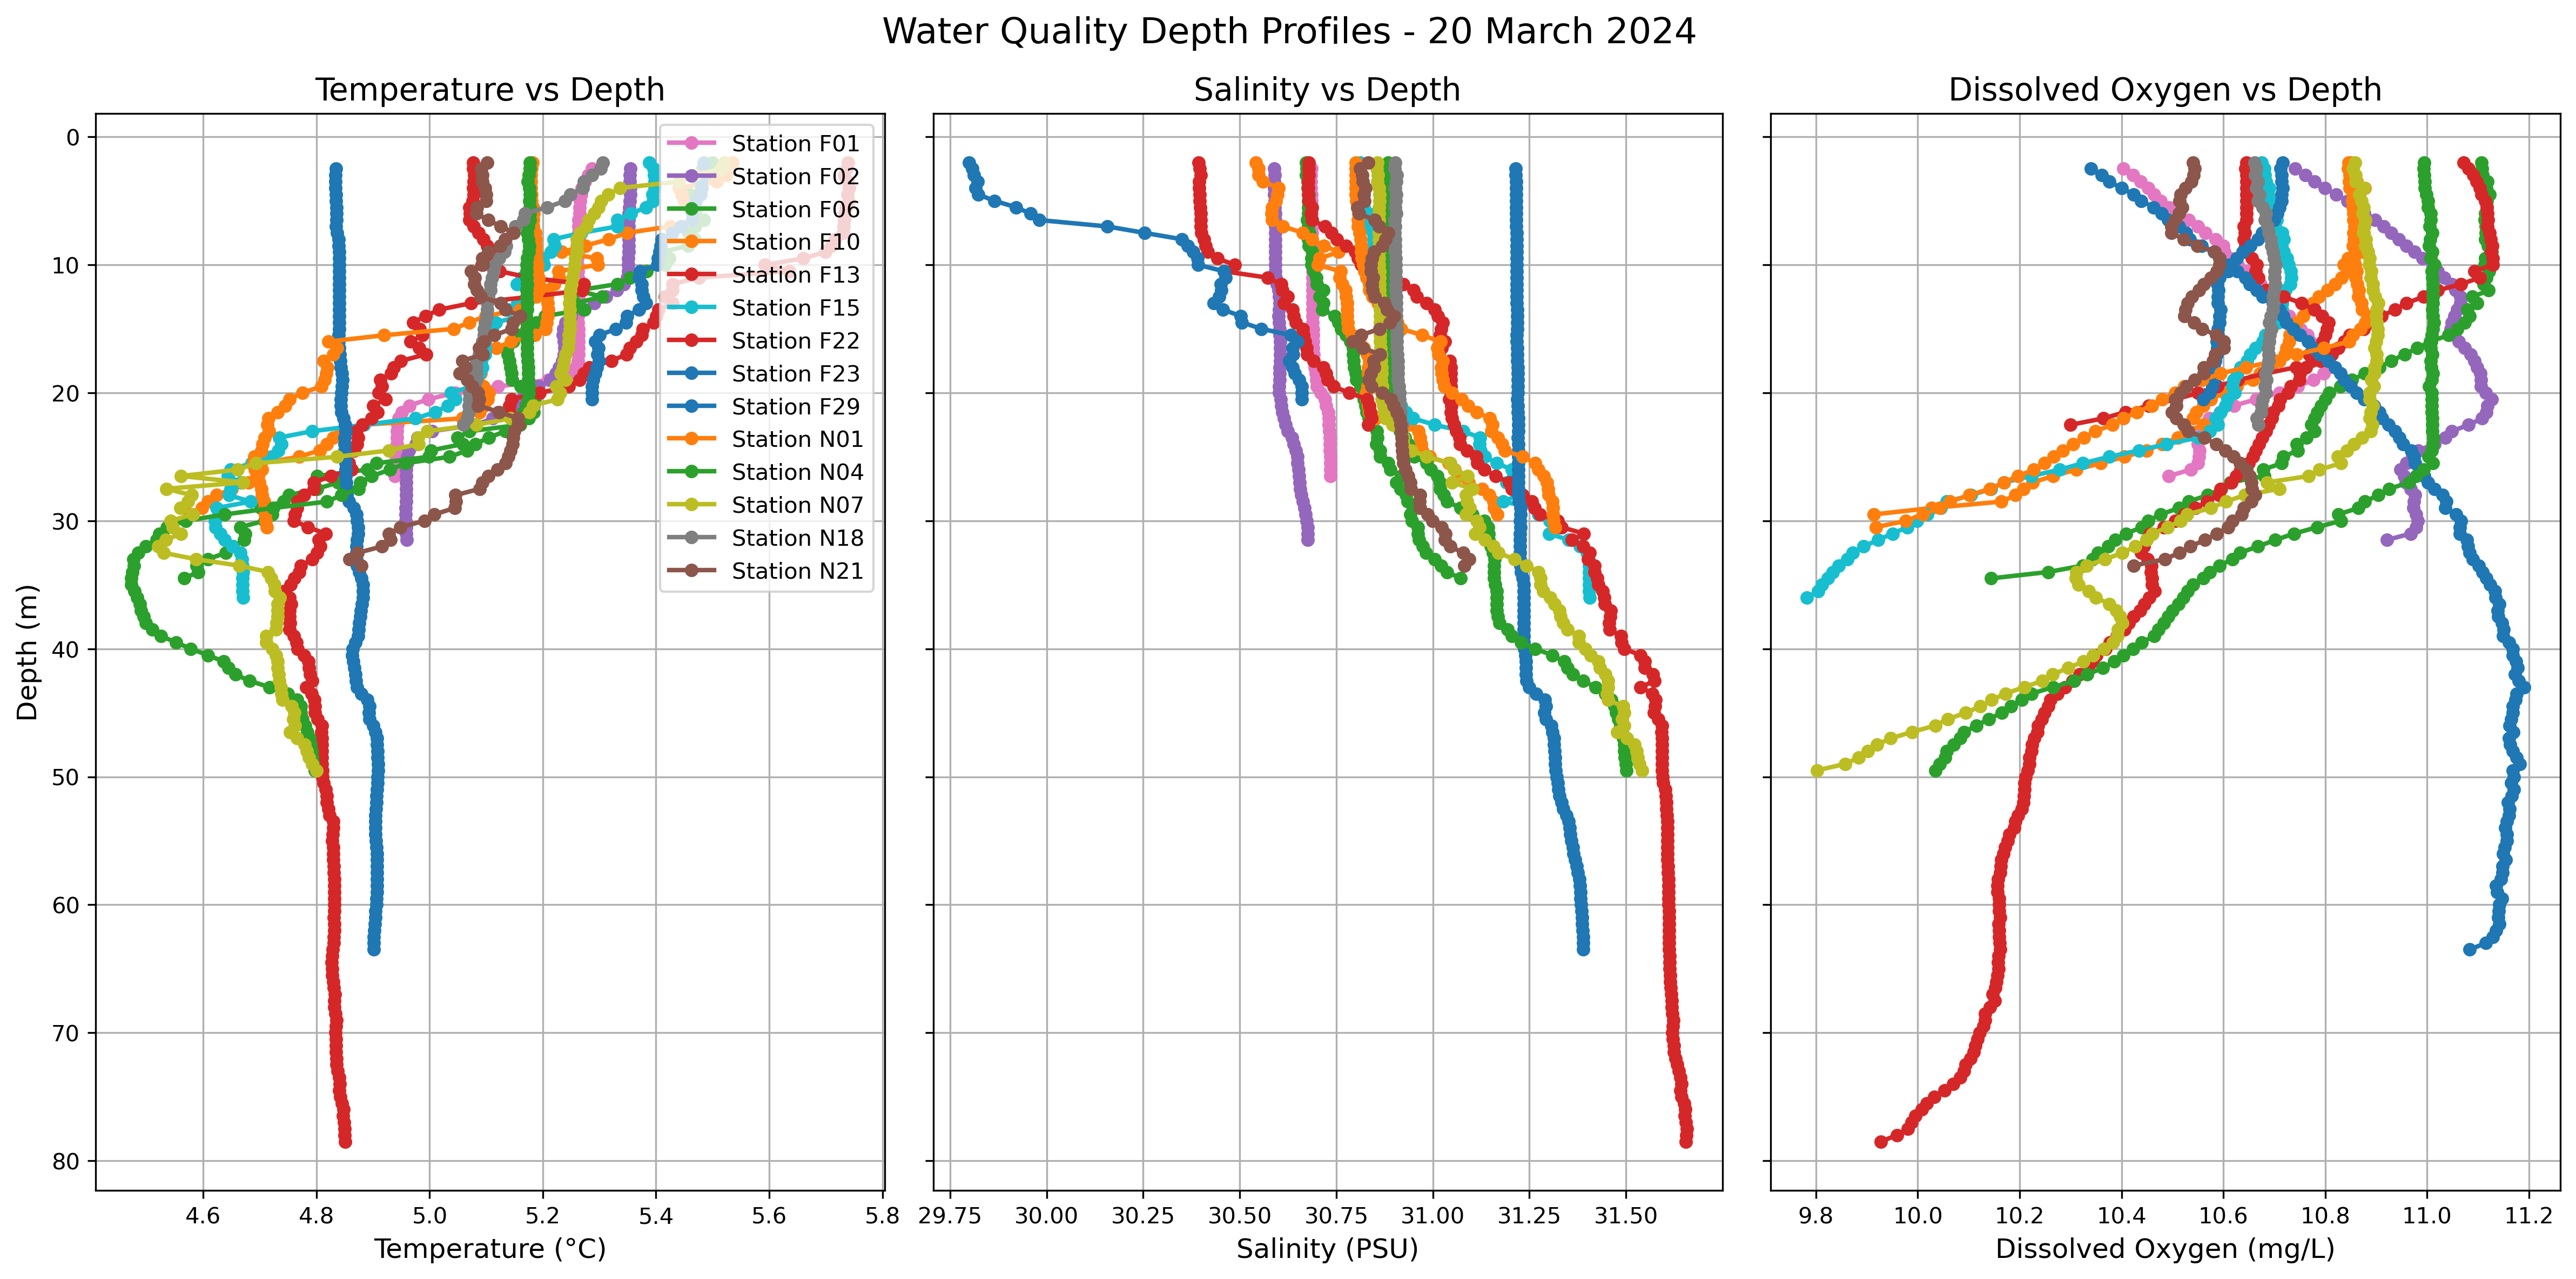 Water Quality Depth Profiles - 20 March 2024
Temperature vs Depth
Salinity vs Depth
Dissolved Oxygen vs Depth
Station F01
Station F02
Station F06
Station F10
Station F13
Station F15
Station F22
Station F23
Station F29
Station N01
Station N04
Station N07
Station N18
Station N21
Depth (m)
0
10
20
30
40
50
60
70
80
4.6 4.8 5.0 5.2 5.4 5.6 5.8
29.75 30.00 30.25 30.50 30.75 31.00 31.25 31.50
9.8 10.0 10.2 10.4 10.6 10.8 11.0 11.2
Temperature (°C)
Salinity (PSU)
Dissolved Oxygen (mg/L)